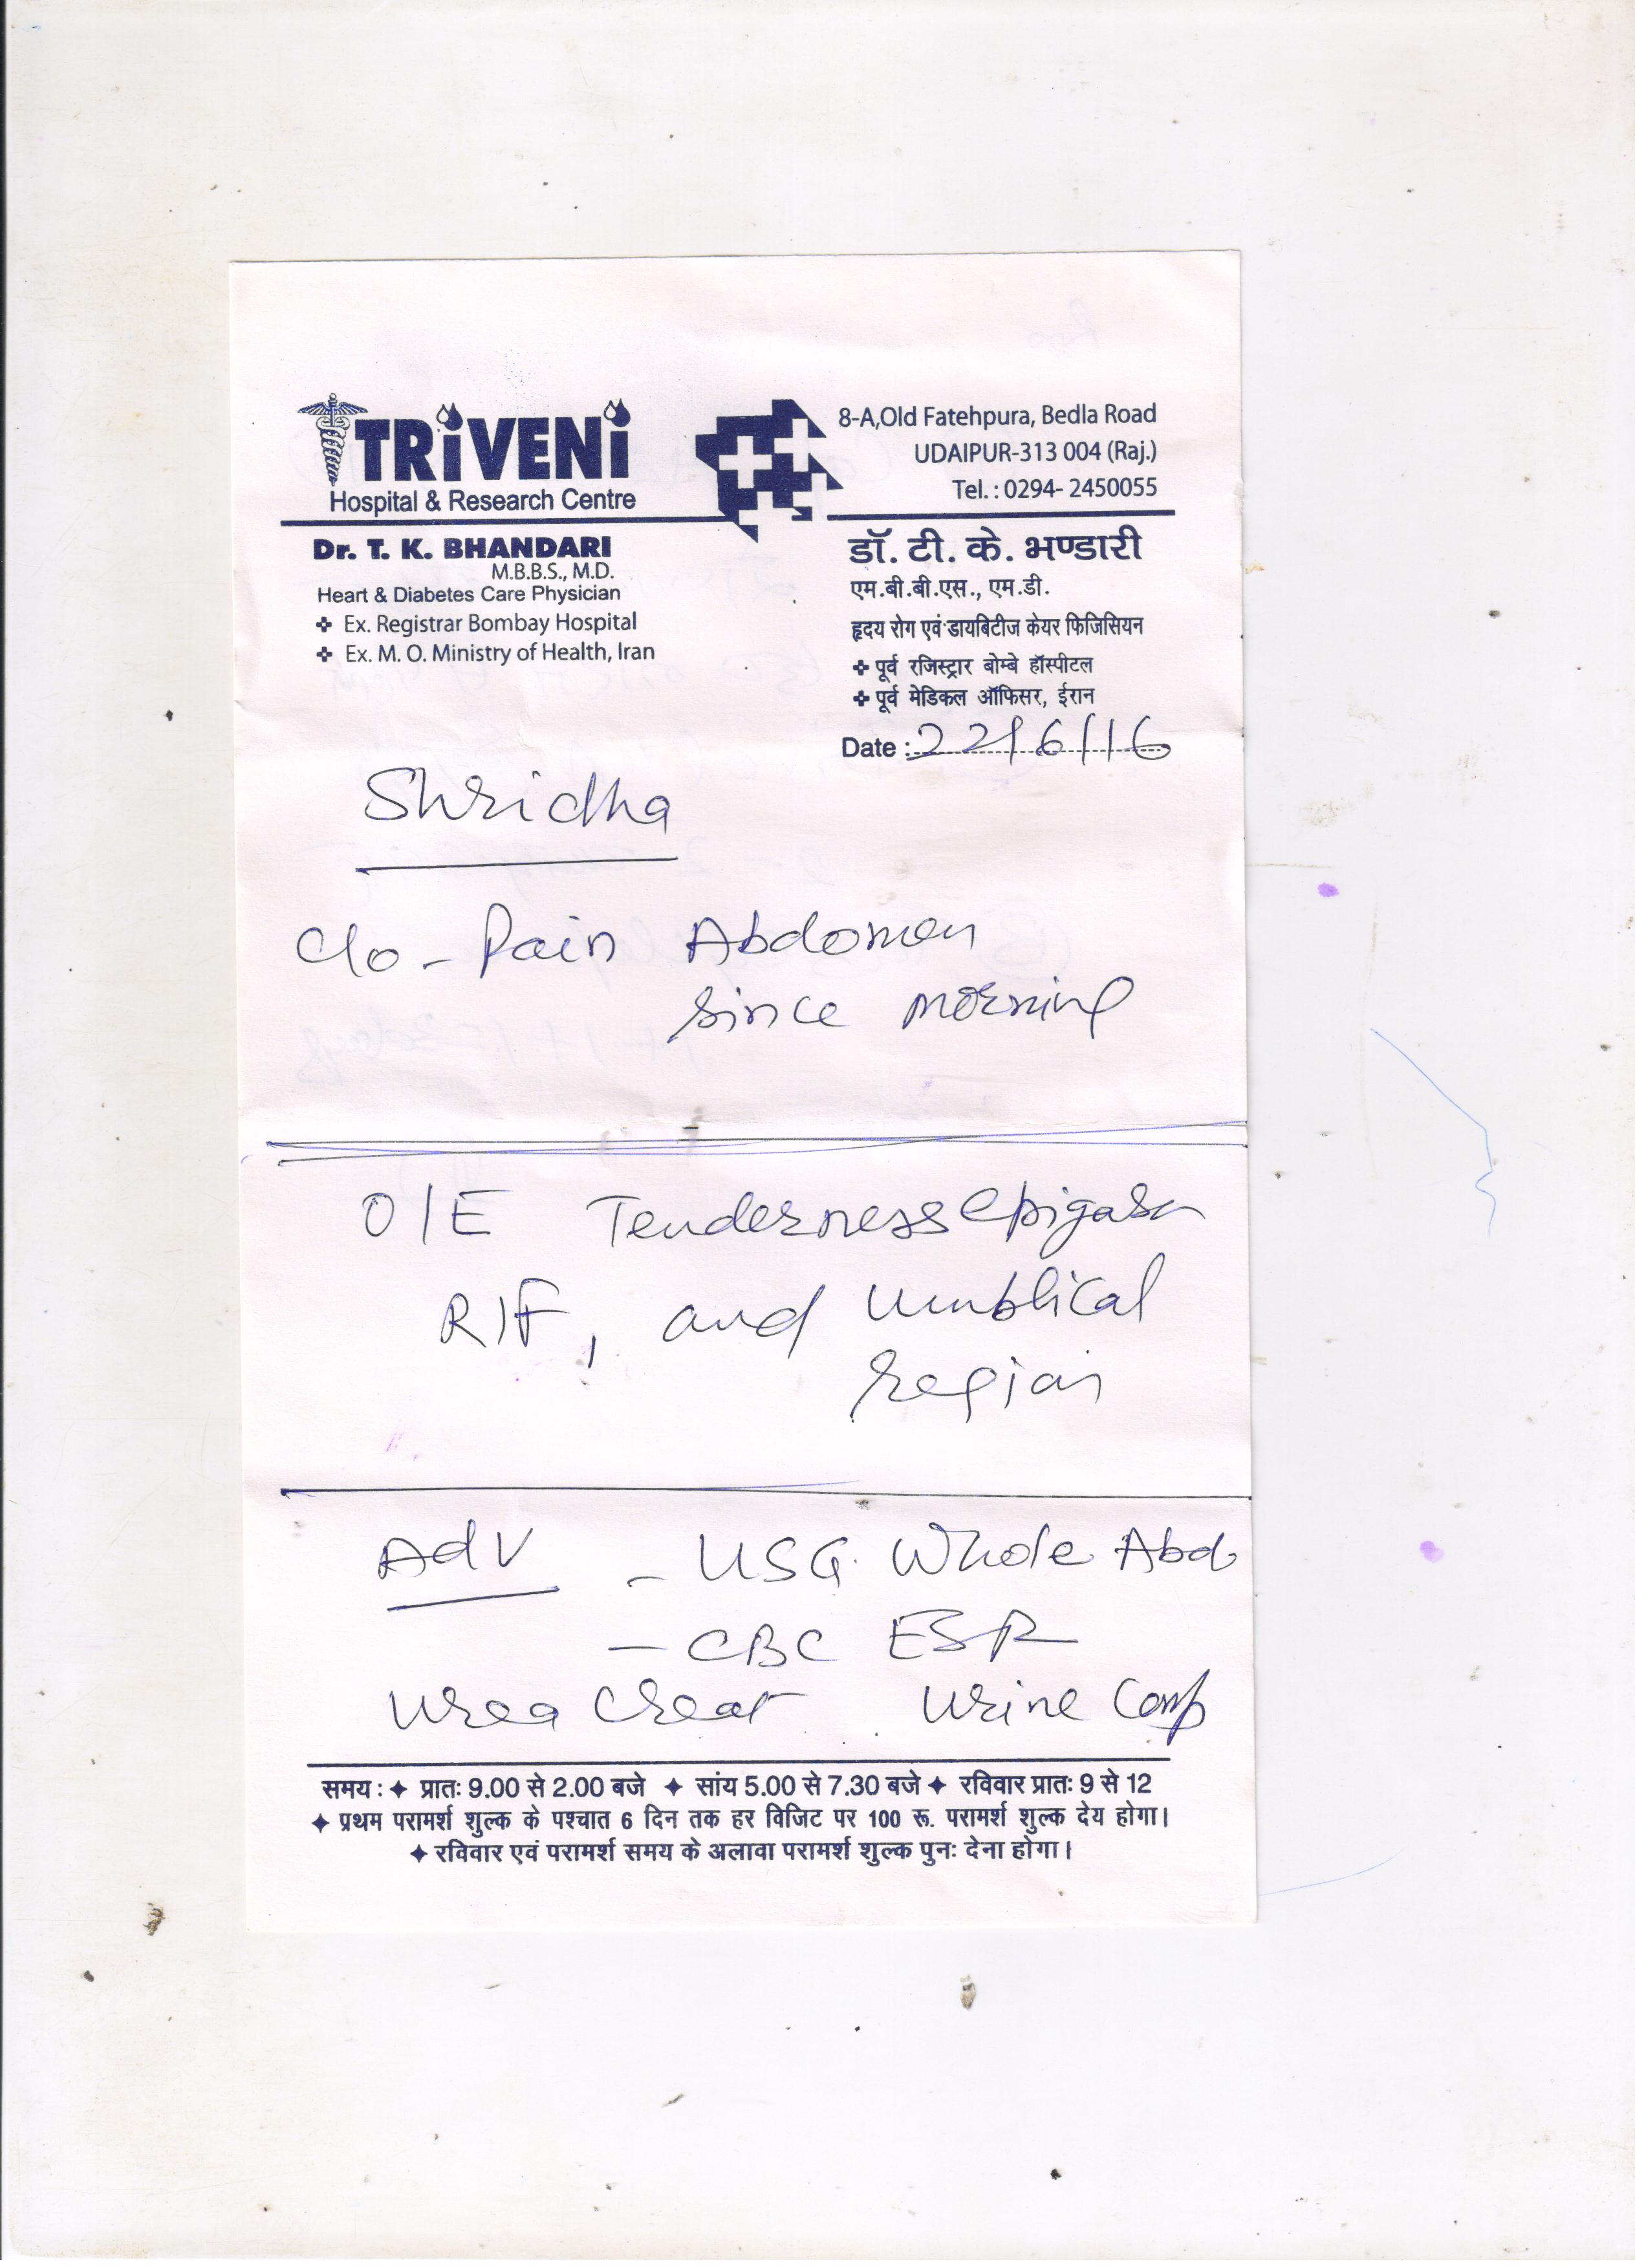 TRiVENi
Hospital & Research Centre
8-A,Old Fatehpura, Bedla Road
UDAIPUR-313 004 (Raj.)
Tel. : 0294- 2450055
Dr. T. K. BHANDARI
M.B.B.S., M.D.
Heart & Diabetes Care Physician
Ex. Registrar Bombay Hospital
Ex. M. O. Ministry of Health, Iran
डॉ. टी. के. भण्डारी
एम.बी.बी.एस., एम.डी.
हृदय रोग एवं डायबिटीज केयर फिजिसियन
पूर्व रजिस्ट्रार बोम्बे हॉस्पीटल
पूर्व मेडिकल ऑफिसर, ईरान
Date : 22/6/16
Shridha
C/o - Pain Abdomen
since morning
O/E Tenderness epigasr
RIF, and umblical
region
Adv - USG. Whole Abd
- CBC ESR
Urea Creat Urine Comp
समय : ✦ प्रातः 9.00 से 2.00 बजे ✦ सांय 5.00 से 7.30 बजे ✦ रविवार प्रातः 9 से 12
✦ प्रथम परामर्श शुल्क के पश्चात 6 दिन तक हर विजिट पर 100 रू. परामर्श शुल्क देय होगा।
✦ रविवार एवं परामर्श समय के अलावा परामर्श शुल्क पुनः देना होगा।